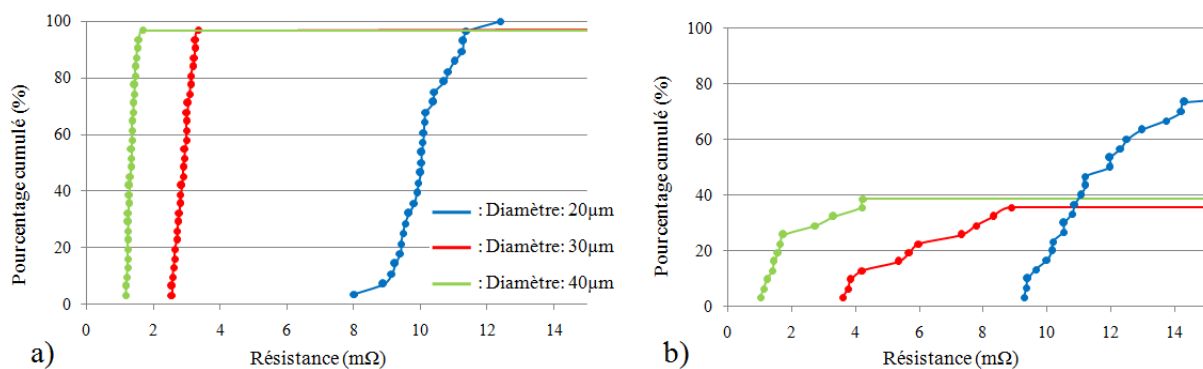 Pourcentage cumulé (%)
100
80
60
40
20
0
0 2 4 6 8 10 12 14
Résistance (mΩ)
: Diamètre: 20µm
: Diamètre: 30µm
: Diamètre: 40µm
a)
Pourcentage cumulé (%)
100
80
60
40
20
0
0 2 4 6 8 10 12 14
Résistance (mΩ)
b)